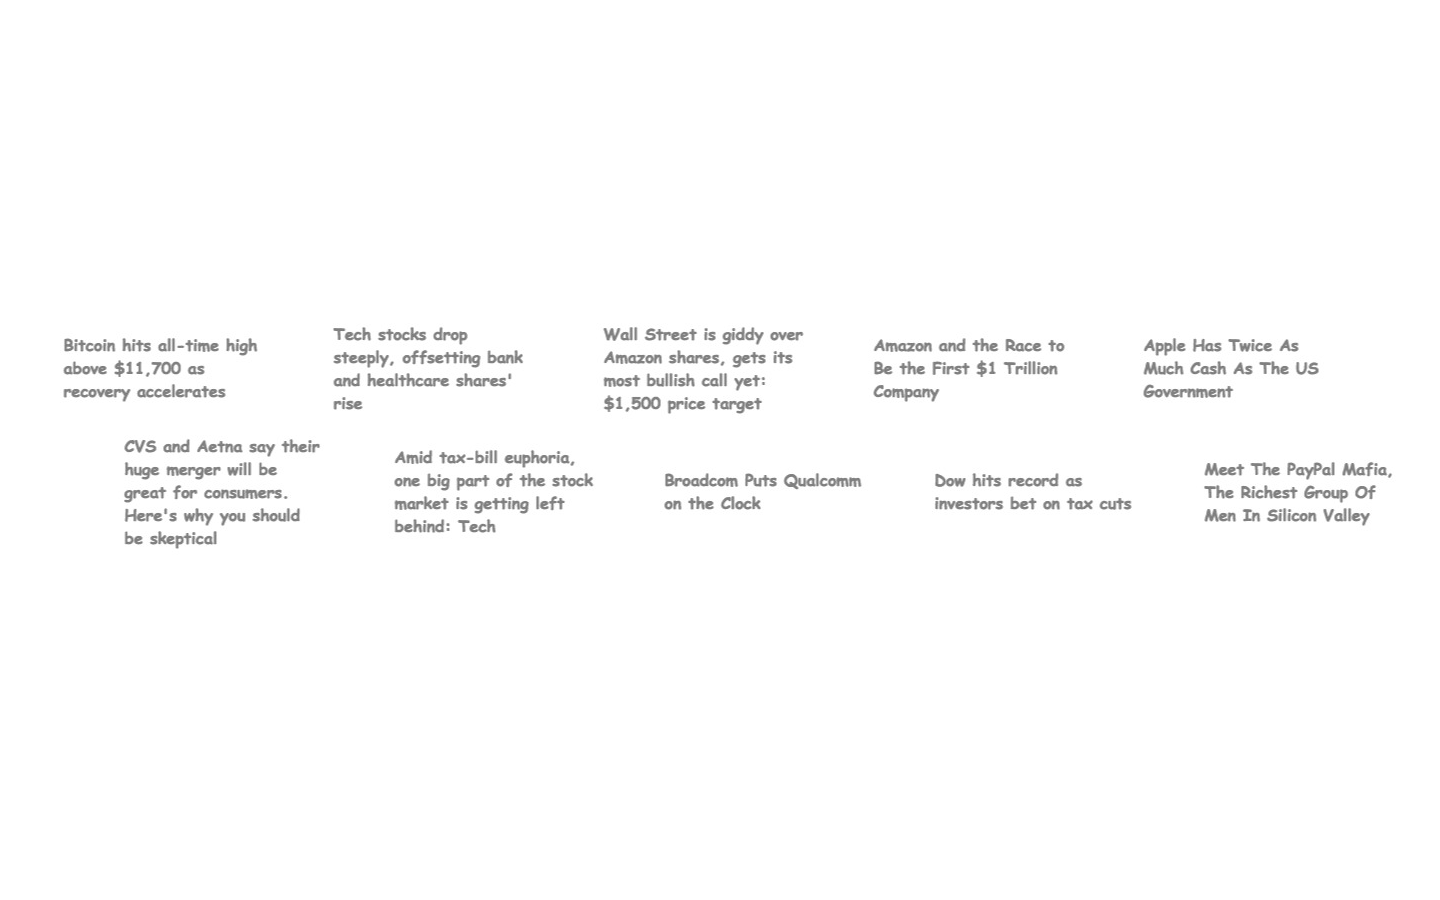 Bitcoin hits all-time high
above $11,700 as
recovery accelerates
Tech stocks drop
steeply, offsetting bank
and healthcare shares'
rise
Wall Street is giddy over
Amazon shares, gets its
most bullish call yet:
$1,500 price target
Amazon and the Race to
Be the First $1 Trillion
Company
Apple Has Twice As
Much Cash As The US
Government
CVS and Aetna say their
huge merger will be
great for consumers.
Here's why you should
be skeptical
Amid tax-bill euphoria,
one big part of the stock
market is getting left
behind: Tech
Broadcom Puts Qualcomm
on the Clock
Dow hits record as
investors bet on tax cuts
Meet The PayPal Mafia,
The Richest Group Of
Men In Silicon Valley